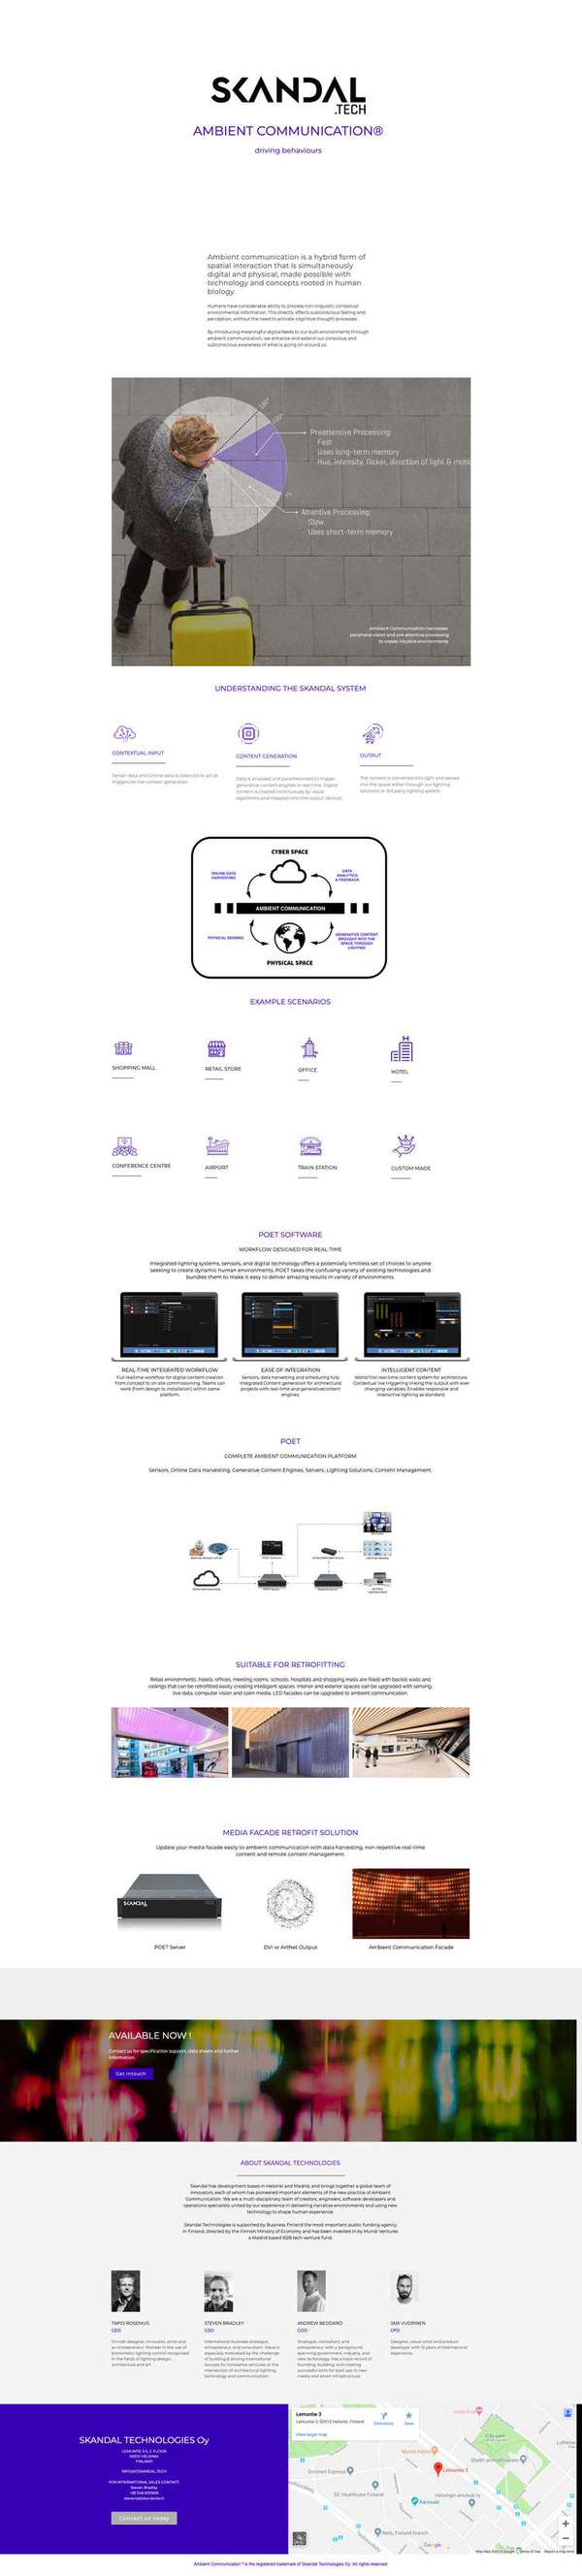 SKANDAL
.TECH
AMBIENT COMMUNICATION®
driving behaviours
Ambient communication is a hybrid form of
spatial interaction that is simultaneously
digital and physical, made possible with
technology and concepts rooted in human
biology.
Humans have considerable ability to process non-linguistic contextual
environmental information. This directly affects subconscious feeling and
perception, without the need to activate cognitive thought processes.
By introducing meaningful digital feeds to our built environments through
ambient communication, we enhance and extend our conscious and
subconscious awareness of what is going on around us.
Preattentive Processing:
Fast
Uses long-term memory
Hue, intensity, flicker, direction of light & motio
Attentive Processing:
Slow
Uses short-term memory
Ambient Communication harnesses
peripheral vision and pre-attentive processing
to create intuitive environments
UNDERSTANDING THE SKANDAL SYSTEM
CONTEXTUAL INPUT
Sensor data and Online data is collected to act as
triggers for live content generation.
CONTENT GENERATION
Data is analysed and parameterised to trigger
generative content engines in real-time. Digital
content is created continuously by visual
algorithms and mapped onto the output devices.
OUTPUT
The content is converted into light and piped
into the space either through our lighting
solutions or 3rd party lighting system.
CYBER SPACE
ONLINE DATA
HARVESTING
DATA
ANALYTICS
& FEEDBACK
AMBIENT COMMUNICATION
PHYSICAL SENSING
GENERATIVE CONTENT
BROUGHT INTO THE
SPACE THROUGH
LIGHTING
PHYSICAL SPACE
EXAMPLE SCENARIOS
SHOPPING MALL
RETAIL STORE
OFFICE
HOTEL
CONFERENCE CENTRE
AIRPORT
TRAIN STATION
CUSTOM MADE
POET SOFTWARE
WORKFLOW DESIGNED FOR REAL-TIME
Integrated lighting systems, sensors, and digital technology offers a potentially limitless set of choices to anyone
seeking to create dynamic human environments. POET takes the confusing variety of existing technologies and
bundles them to make it easy to deliver amazing results in variety of environments.
REAL-TIME INTEGRATED WORKFLOW
Full realtime workflow for digital content creation
from concept to on site commissioning. Teams can
work (from design to installation) within same
platform.
EASE OF INTEGRATION
Sensors, data harvesting and scheduling fully
integrated.Content generation for architectural
projects with real-time and generative content
engines.
INTELLIGENT CONTENT
World first real-time content system for architecture.
Contextual live triggering linking the output with ever-
changing variables. Enables responsive and
interactive lighting as standard.
POET
COMPLETE AMBIENT COMMUNICATION PLATFORM
Sensors, Online Data Harvesting, Generative Content Engines, Servers, Lighting Solutions, Content Management.
SUITABLE FOR RETROFITTING
Retail environments, hotels, offices, meeting rooms, schools, hospitals and shopping malls are filled with backlit walls and
ceilings that can be retrofitted easily creating intelligent spaces. Interior and exterior spaces can be upgraded with sensing,
live data, computer vision and calm media. LED facades can be upgraded to ambient communication.
MEDIA FACADE RETROFIT SOLUTION
Update your media facade easily to ambient communication with data harvesting, non repetitive real-time
content and remote content management.
SKANDAL
POET Server
DVI or ArtNet Output
Ambient Communication Facade
AVAILABLE NOW !
Contact us for specification support, data sheets and further
information.
Get intouch
ABOUT SKANDAL TECHNOLOGIES
Skandal has development bases in Helsinki and Madrid, and brings together a global team of
innovators, each of whom has pioneered important elements of the new practice of Ambient
Communication. We are a multi-disciplinary team of creators, engineers, software developers and
operations specialists united by our experience in delivering narrative environments and using new
technology to shape human experience.
Skandal Technologies is supported by Business Finland the most important public funding agency
in Finland, directed by the Finnish Ministry of Economy and has been invested in by Mundi Ventures
a Madrid based B2B tech venture fund.
TAPIO ROSENIUS
CEO
Finnish designer, innovator, artist and
an entrepreneur. Pioneer in the use of
biomimetic lighting control recognised
in the fields of lighting design,
architecture and art
STEVEN BRADLEY
CBO
International business strategist,
entrepreneur, and consultant. Steve is
especially motivated by the challenge
of building and determining
success for innovative ventures at the
intersection of architectural lighting,
technology and communication
ANDREW BEDDARD
COO
Strategist, consultant and
entrepreneur with a background
spanning government, industry, and
new technology. Has a track record of
founding, building, and creating
successful exits for start ups in new
media and smart infrastructure.
JARI VUORINEN
CPO
Designer, visual artist and product
developer with 12 years of international
experience.
SKANDAL TECHNOLOGIES Oy
LEMUNTIE 3-5, 3. FLOOR
00510 HELSINKI
FINLAND
INFO(AT)SKANDAL.TECH
FOR INTERNATIONAL SALES CONTACT:
Steven Bradley
Contact us today
Lemuntie 3
Lemuntie 3, 00510 Helsinki, Finland
Directions
Save
View larger map
City park
Lemuntie 3
GE Healthcare Finland
Google
Terms of Use
Report a map error
Ambient Communication® is the registered trademark of Skandal Technologies Oy. All rights reserved.